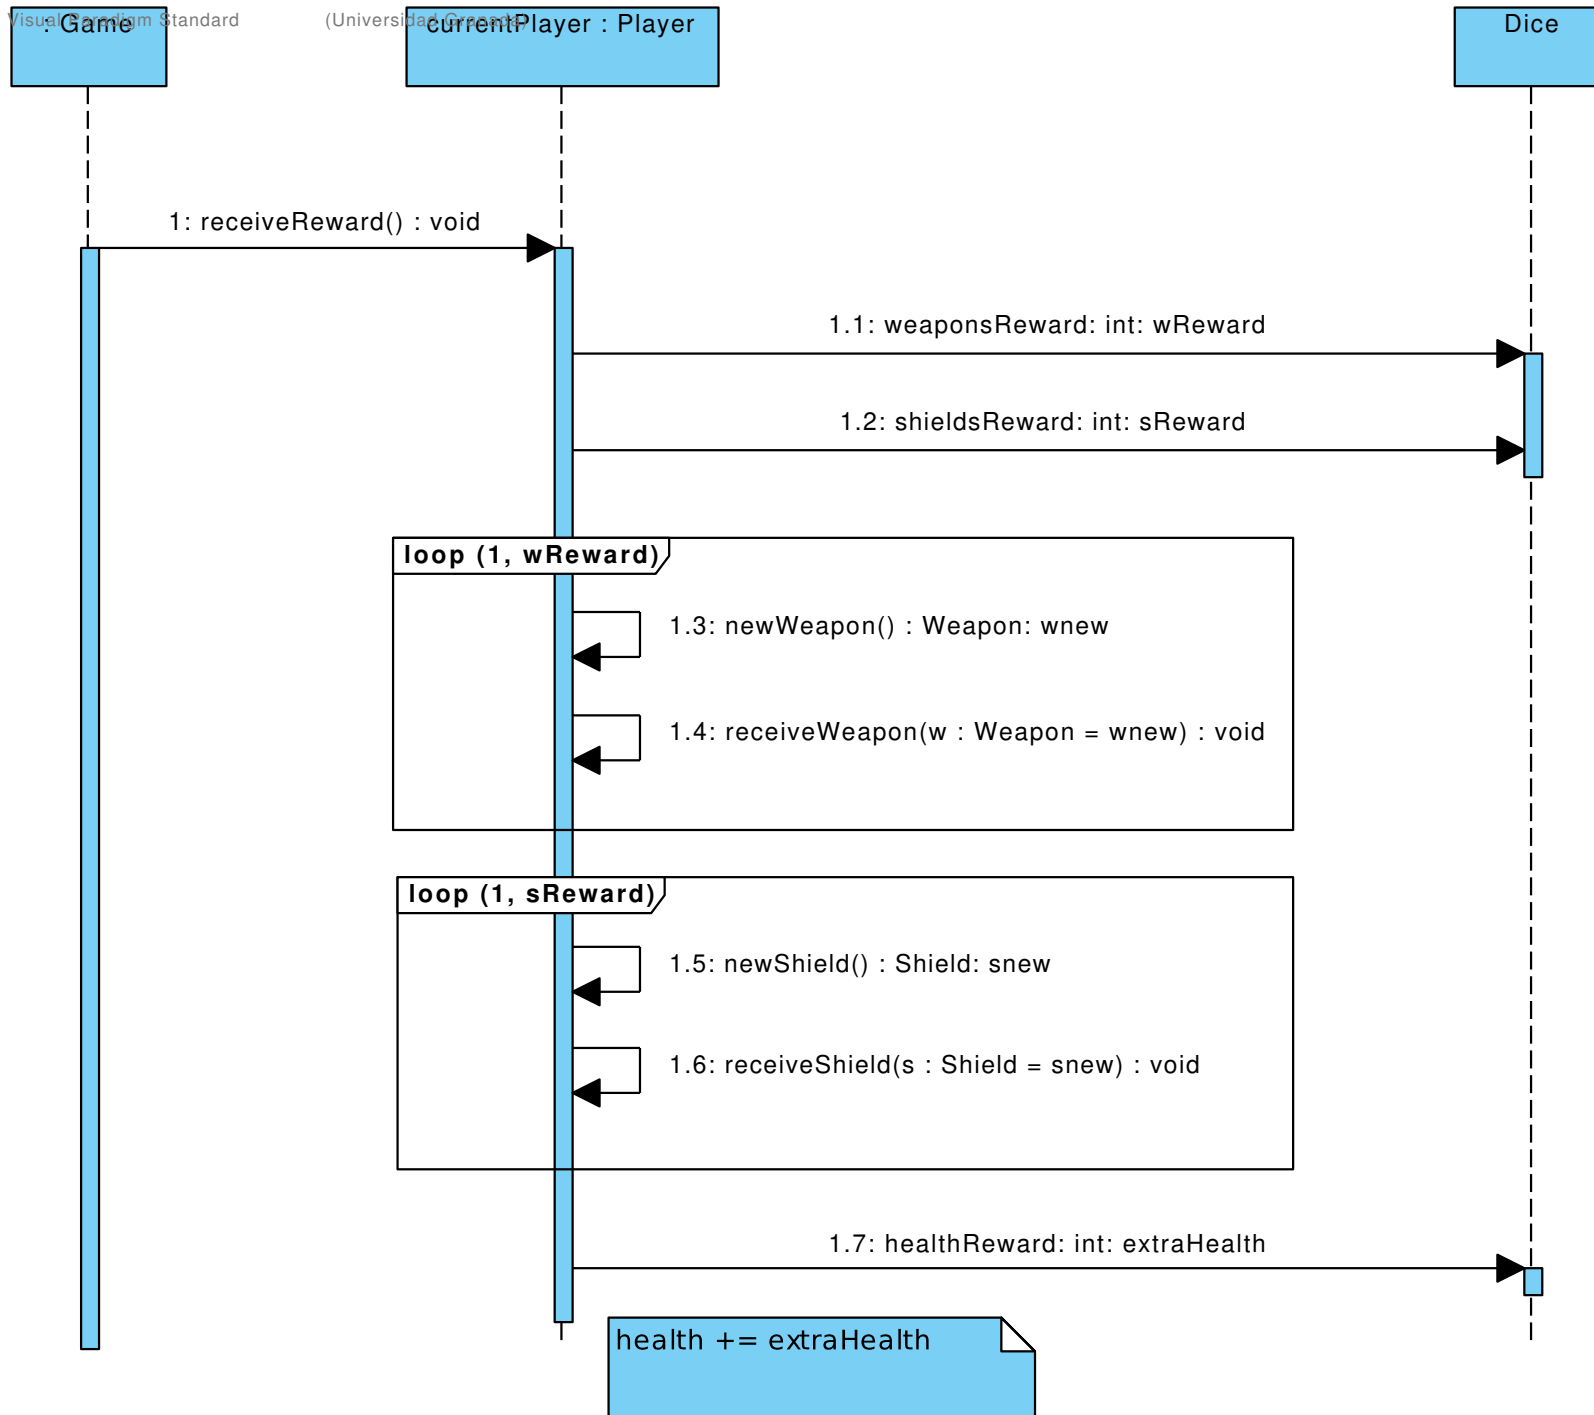 Visual Paradigm Standard (Universidad Granada)
: Game
currentPlayer : Player
Dice
1: receiveReward() : void
1.1: weaponsReward: int: wReward
1.2: shieldsReward: int: sReward
loop (1, wReward)
1.3: newWeapon() : Weapon: wnew
1.4: receiveWeapon(w : Weapon = wnew) : void
loop (1, sReward)
1.5: newShield() : Shield: snew
1.6: receiveShield(s : Shield = snew) : void
1.7: healthReward: int: extraHealth
health += extraHealth